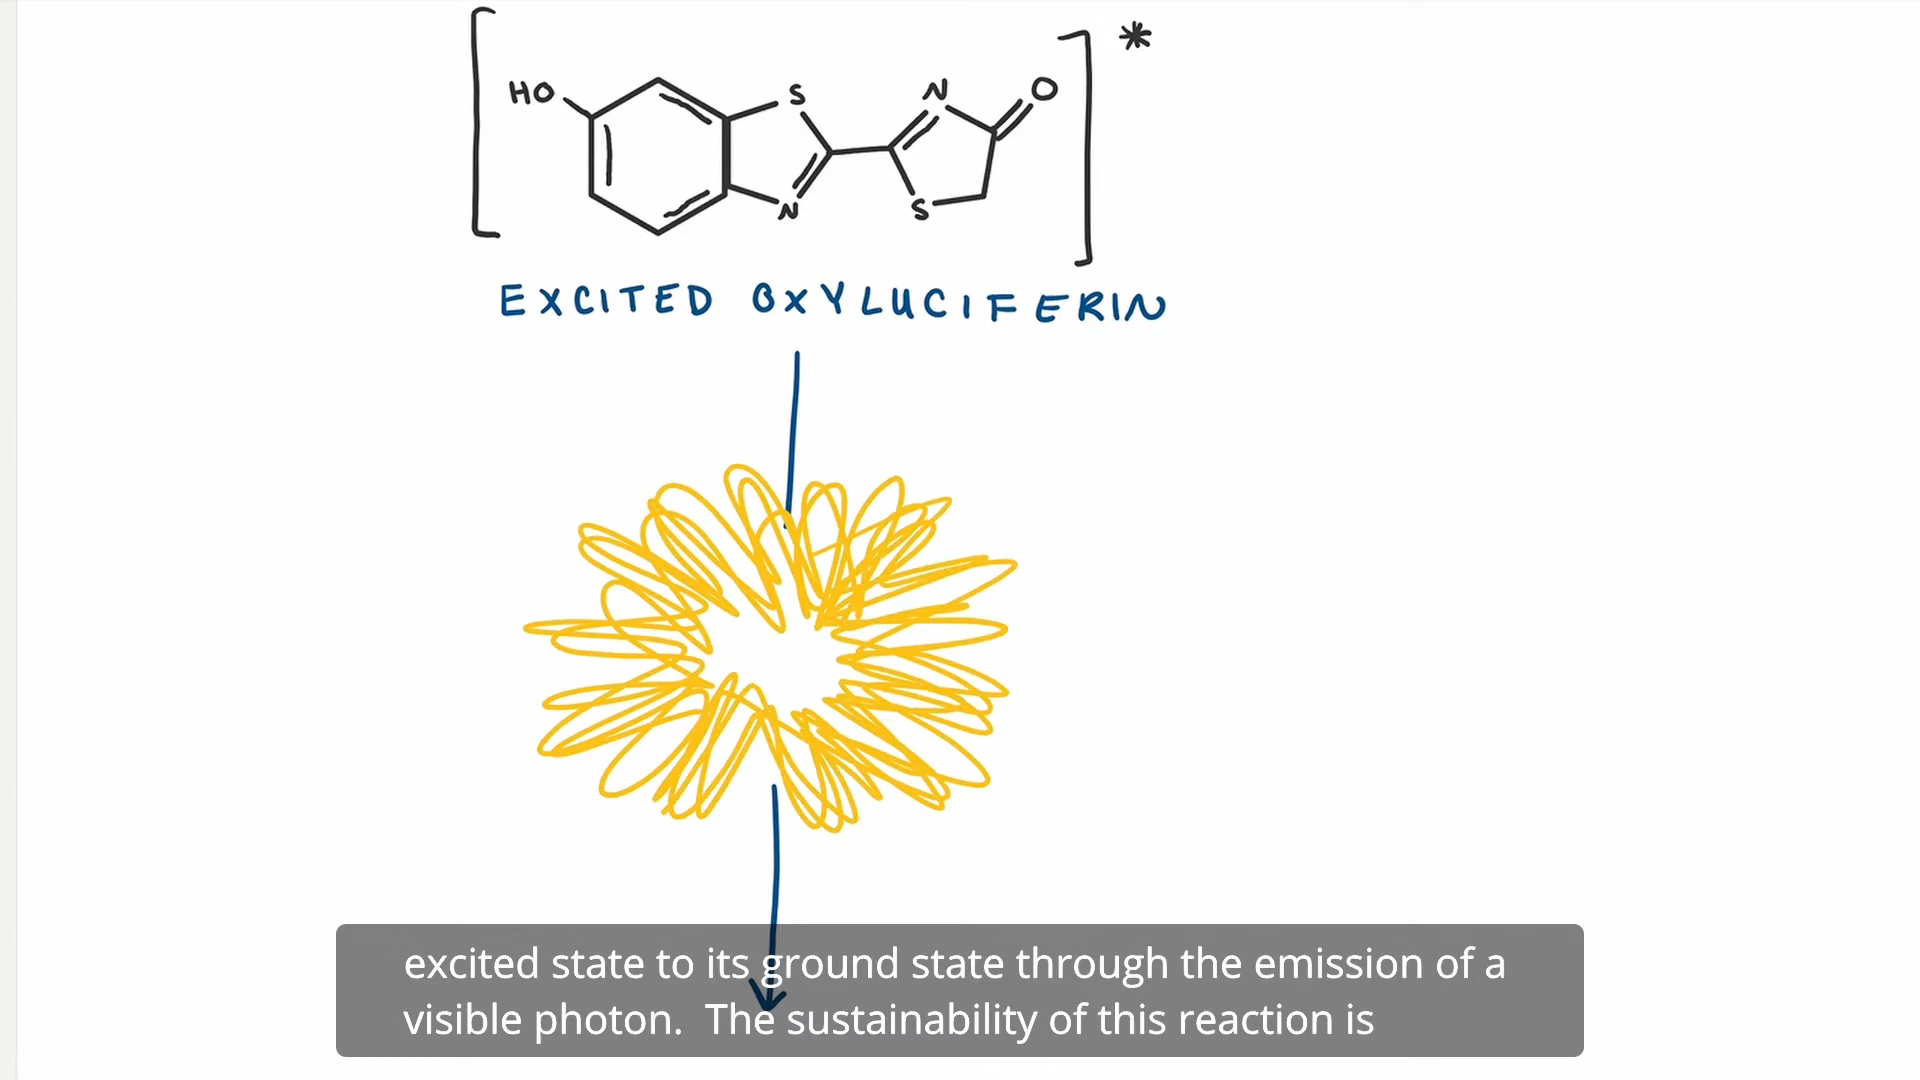 *
HO
S
N
O
N
S
EXCITED OXYLUCIFERIN
excited state to its ground state through the emission of a
visible photon. The sustainability of this reaction is